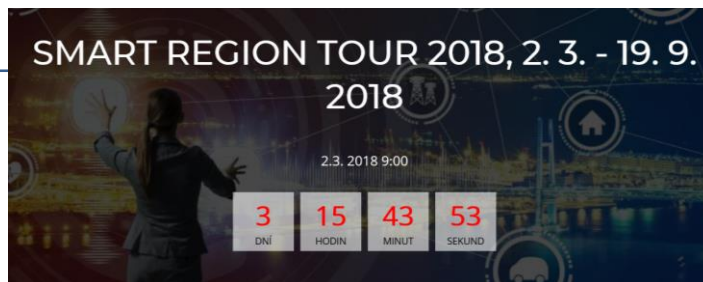 SMART REGION TOUR 2018, 2. 3. - 19. 9.
2018
2.3. 2018 9:00
3 15 43 53
DNÍ HODIN MINUT SEKUND